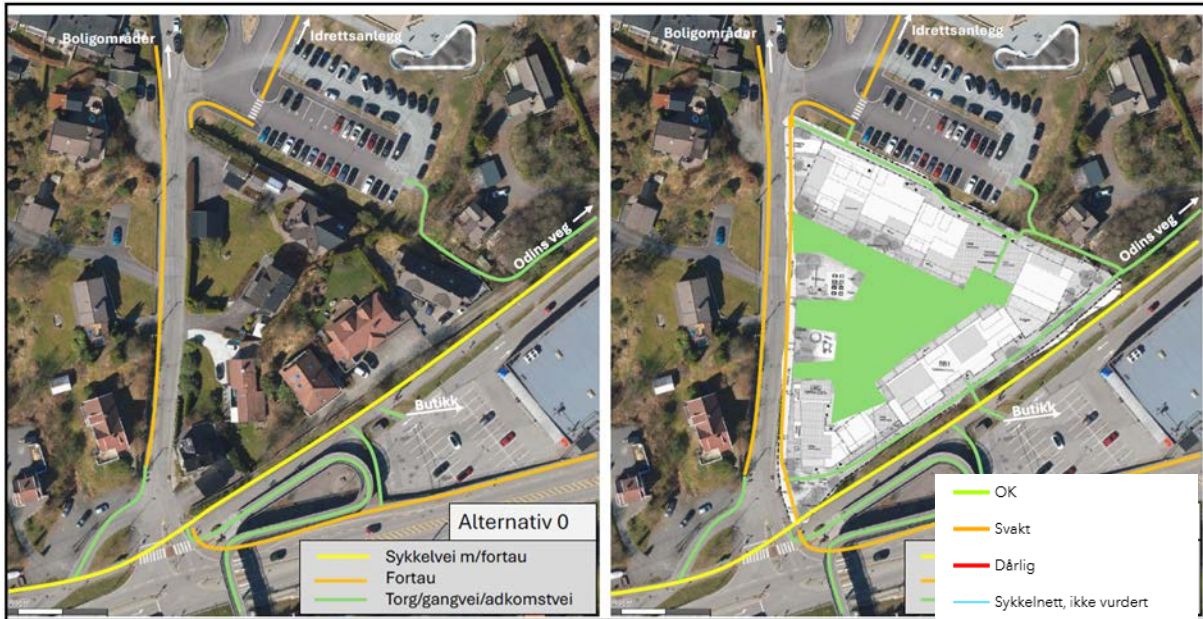 Boligområder
Idrettsanlegg
Odins veg
Butikk
Alternativ 0
Sykkelvei m/fortau
Fortau
Torg/gangvei/adkomstvei
Boligområder
Idrettsanlegg
Odins veg
Butikk
OK
Svakt
Dårlig
Sykkelnett, ikke vurdert